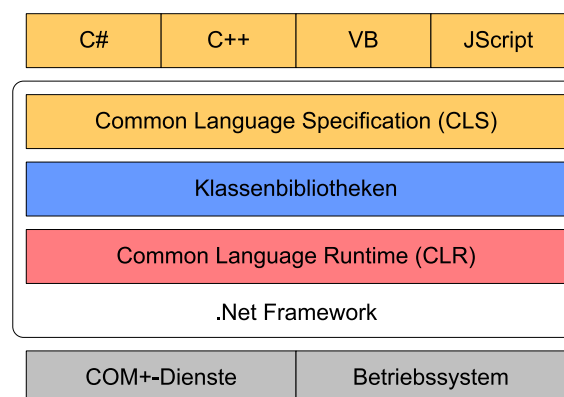 C# C++ VB JScript
Common Language Specification (CLS)
Klassenbibliotheken
Common Language Runtime (CLR)
.Net Framework
COM+-Dienste Betriebssystem